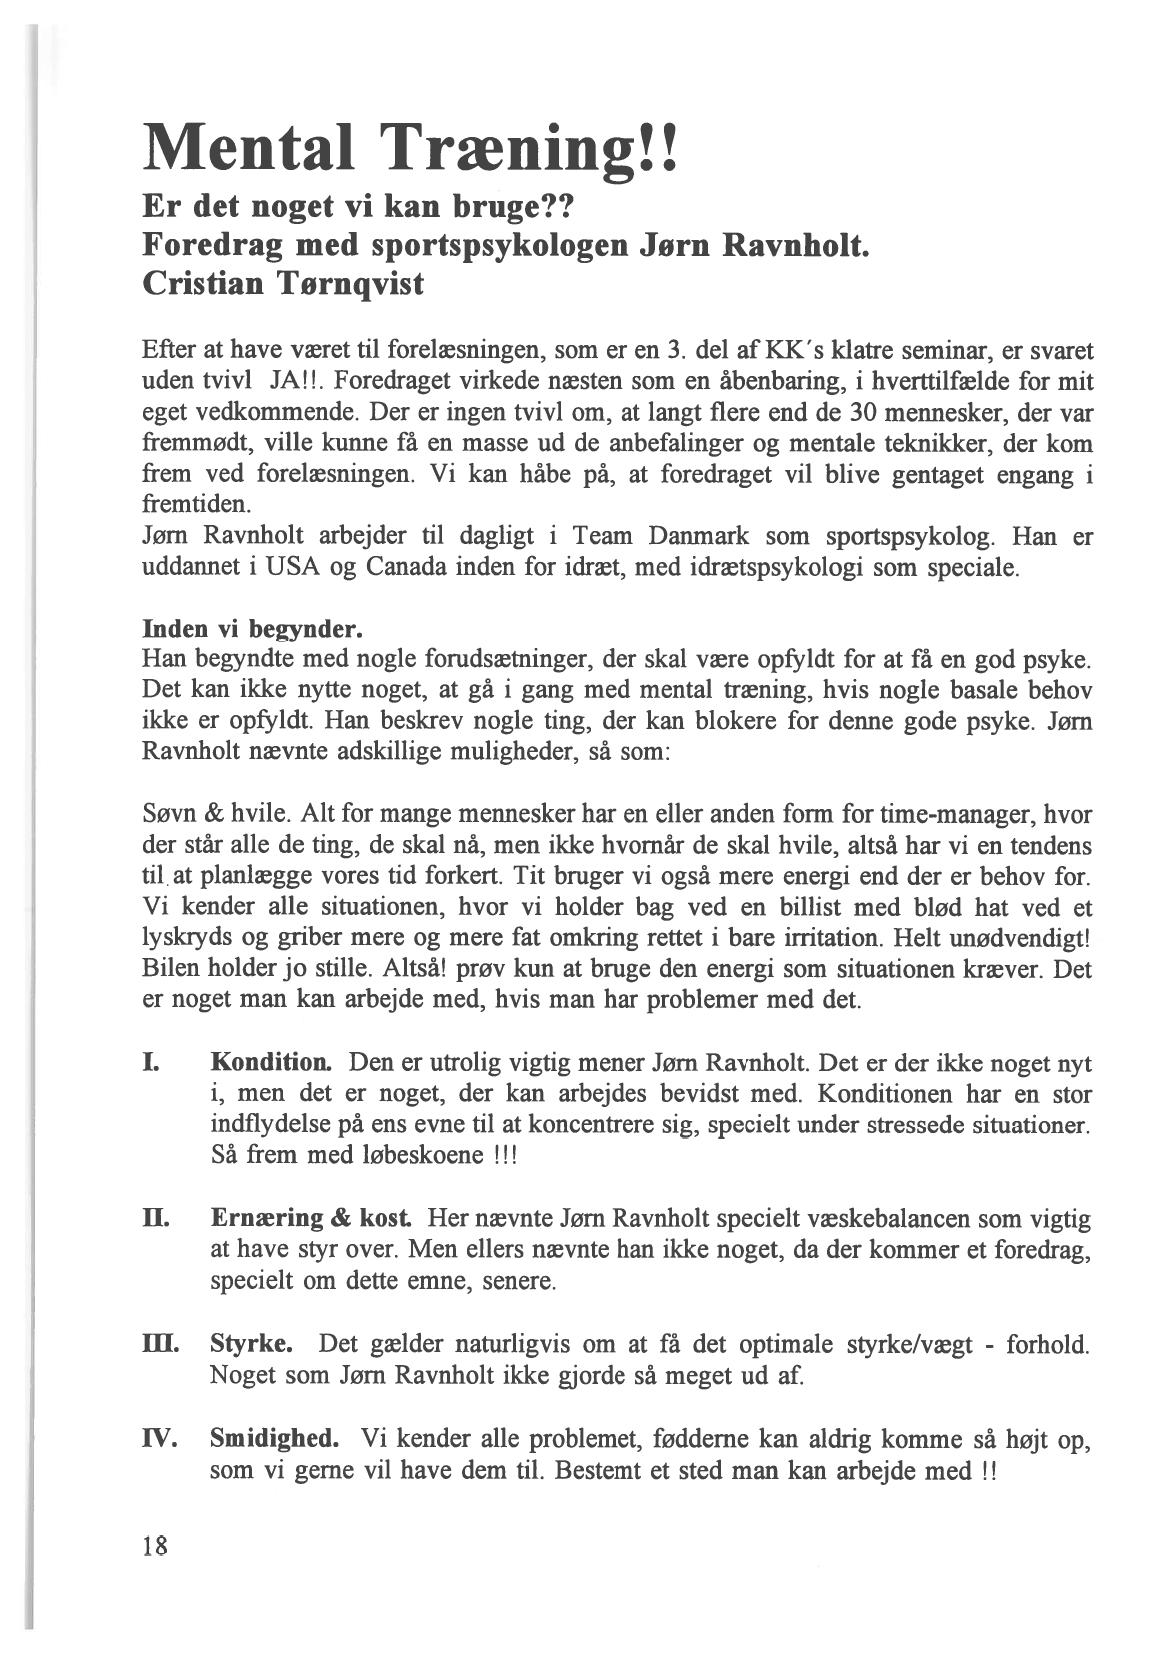 Mental Træning!!
Er det noget vi kan bruge??
Foredrag med sportspsykologen Jørn Ravnholt.
Cristian Tørnqvist
Efter at have været til forelæsningen, som er en 3. del af KK´s klatre seminar, er svaret
uden tvivl JA!!. Foredraget virkede næsten som en åbenbaring, i hverttilfælde for mit
eget vedkommende. Der er ingen tvivl om, at langt flere end de 30 mennesker, der var
fremmødt, ville kunne få en masse ud de anbefalinger og mentale teknikker, der kom
frem ved forelæsningen. Vi kan håbe på, at foredraget vil blive gentaget engang i
fremtiden.
Jørn Ravnholt arbejder til dagligt i Team Danmark som sportspsykolog. Han er
uddannet i USA og Canada inden for idræt, med idrætspsykologi som speciale.
Inden vi begynder.
Han begyndte med nogle forudsætninger, der skal være opfyldt for at få en god psyke.
Det kan ikke nytte noget, at gå i gang med mental træning, hvis nogle basale behov
ikke er opfyldt. Han beskrev nogle ting, der kan blokere for denne gode psyke. Jørn
Ravnholt nævnte adskillige muligheder, så som:
Søvn & hvile. Alt for mange mennesker har en eller anden form for time-manager, hvor
der står alle de ting, de skal nå, men ikke hvornår de skal hvile, altså har vi en tendens
til at planlægge vores tid forkert. Tit bruger vi også mere energi end der er behov for.
Vi kender alle situationen, hvor vi holder bag ved en billist med blød hat ved et
lyskryds og griber mere og mere fat omkring rettet i bare irritation. Helt unødvendigt!
Bilen holder jo stille. Altså! prøv kun at bruge den energi som situationen kræver. Det
er noget man kan arbejde med, hvis man har problemer med det.
I. Kondition. Den er utrolig vigtig mener Jørn Ravnholt. Det er der ikke noget nyt
i, men det er noget, der kan arbejdes bevidst med. Konditionen har en stor
indflydelse på ens evne til at koncentrere sig, specielt under stressede situationer.
Så frem med løbeskoene !!!
II. Ernæring & kost. Her nævnte Jørn Ravnholt specielt væskebalancen som vigtig
at have styr over. Men ellers nævnte han ikke noget, da der kommer et foredrag,
specielt om dette emne, senere.
III. Styrke. Det gælder naturligvis om at få det optimale styrke/vægt - forhold.
Noget som Jørn Ravnholt ikke gjorde så meget ud af.
IV. Smidighed. Vi kender alle problemet, fødderne kan aldrig komme så højt op,
som vi gerne vil have dem til. Bestemt et sted man kan arbejde med !!
18